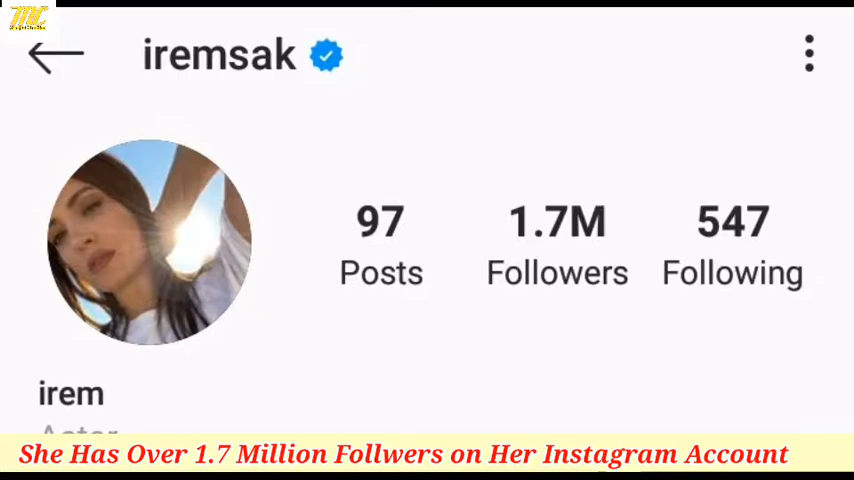 iremsak
97 1.7M 547
Posts Followers Following
irem
Actor
She Has Over 1.7 Million Follwers on Her Instagram Account